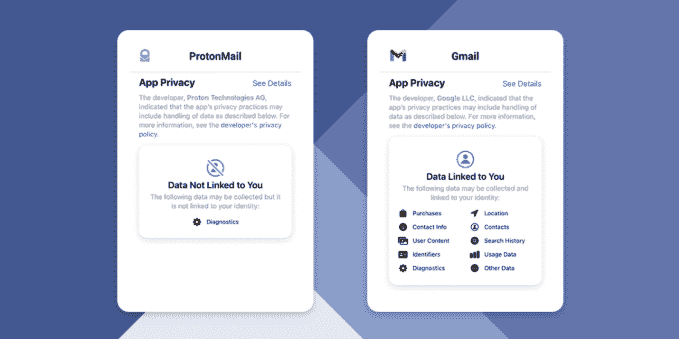 ProtonMail
App Privacy
See Details
The developer, Proton Technologies AG,
indicated that the app's privacy practices may
include handling of data as described below. For
more information, see the developer's privacy
policy.
Data Not Linked to You
The following data may be collected but it
is not linked to your identity:
Diagnostics
Gmail
App Privacy
See Details
The developer, Google LLC, indicated that the
app's privacy practices may include handling of
data as described below. For more information,
see the developer's privacy policy.
Data Linked to You
The following data may be collected and
linked to your identity:
Purchases
Location
Contact Info
Contacts
User Content
Search History
Identifiers
Usage Data
Diagnostics
Other Data